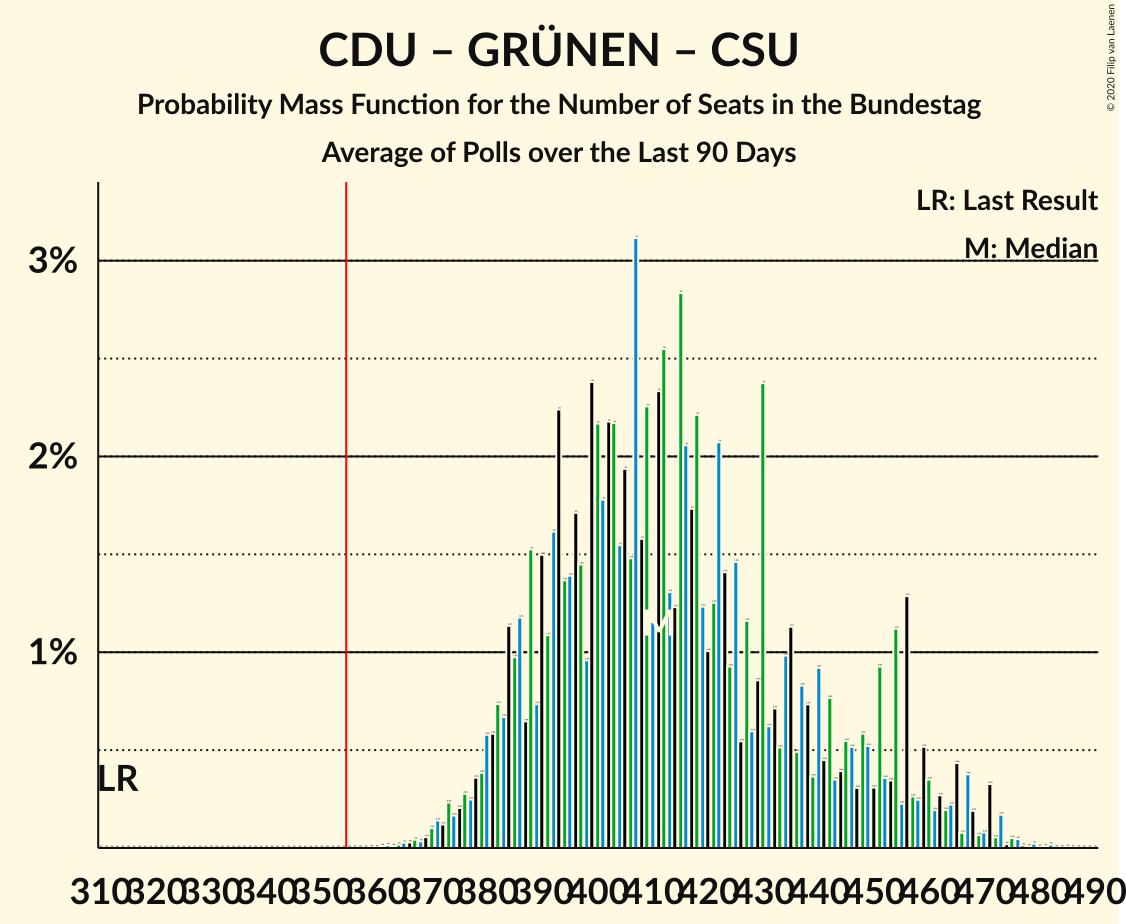 CDU – GRÜNEN – CSU
Probability Mass Function for the Number of Seats in the Bundestag
Average of Polls over the Last 90 Days
© 2020 Filip van Laenen
LR: Last Result
M: Median
3%
2%
1%
LR
M
310 320 330 340 350 360 370 380 390 400 410 420 430 440 450 460 470 480 490